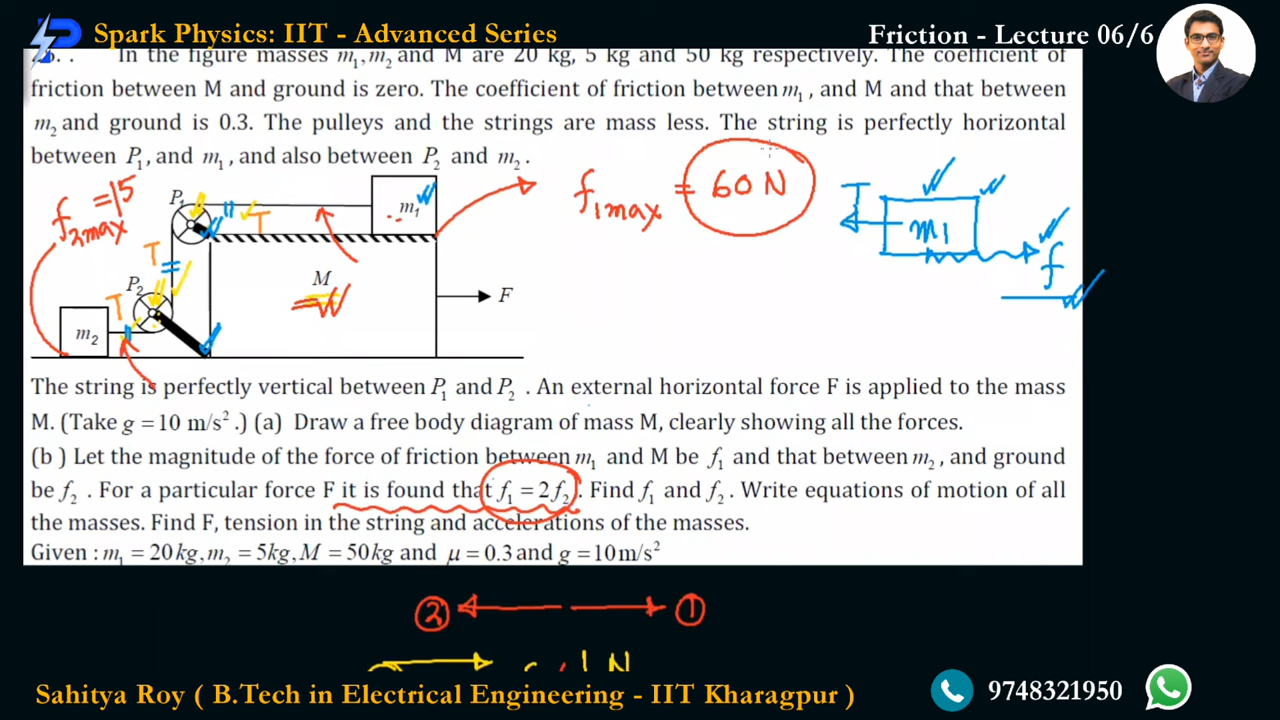 Spark Physics: IIT - Advanced Series
Friction - Lecture 06/6
In the figure masses m₁,m₂ and M are 20 kg, 5 kg and 50 kg respectively. The coefficient of
friction between M and ground is zero. The coefficient of friction between m₁ , and M and that between
m₂ and ground is 0.3. The pulleys and the strings are mass less. The string is perfectly horizontal
between P₁, and m₁, and also between P₂ and m₂.
f₂max = 15
P₁
T
m₁
f₁max = 60 N
T
m₁
f
T
P₂
M
T
F
m₂
The string is perfectly vertical between P₁ and P₂ . An external horizontal force F is applied to the mass
M. (Take g = 10 m/s² .) (a) Draw a free body diagram of mass M, clearly showing all the forces.
(b ) Let the magnitude of the force of friction between m₁ and M be f₁ and that between m₂, and ground
be f₂ . For a particular force F it is found that f₁ = 2f₂. Find f₁ and f₂. Write equations of motion of all
the masses. Find F, tension in the string and accelerations of the masses.
Given : m₁ = 20kg,m₂ = 5kg,M = 50kg and μ = 0.3 and g = 10m/s²
2
1
N
Sahitya Roy ( B.Tech in Electrical Engineering - IIT Kharagpur )
9748321950